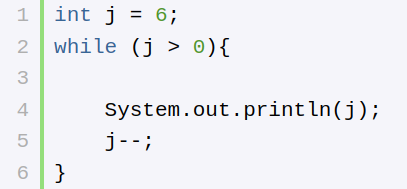 1 int j = 6;
2 while (j > 0){
3
4     System.out.println(j);
5     j--;
6 }